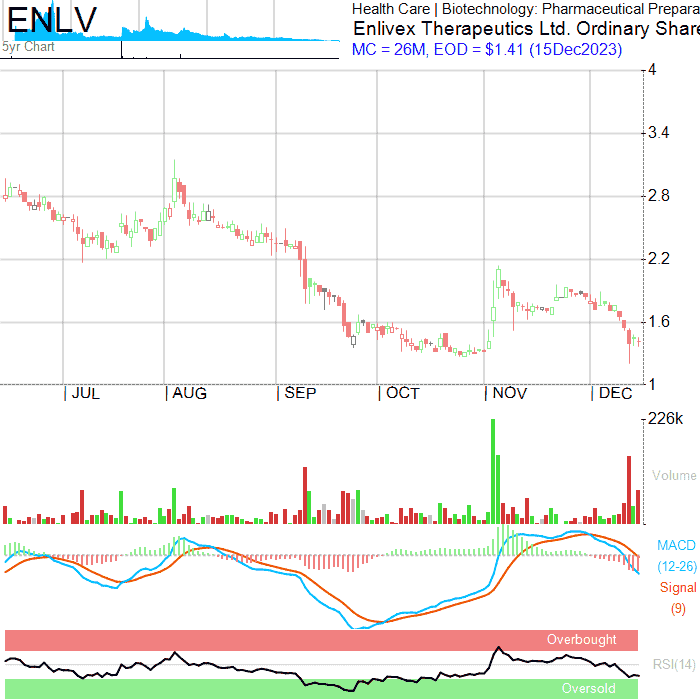 ENLV
5yr Chart
Health Care | Biotechnology: Pharmaceutical Prepara
Enlivex Therapeutics Ltd. Ordinary Share
MC = 26M, EOD = $1.41 (15Dec2023)
4
3.4
2.8
2.2
1.6
1
| JUL | AUG | SEP | OCT | NOV | DEC
226k
Volume
MACD
(12-26)
Signal
(9)
Overbought
RSI(14)
Oversold